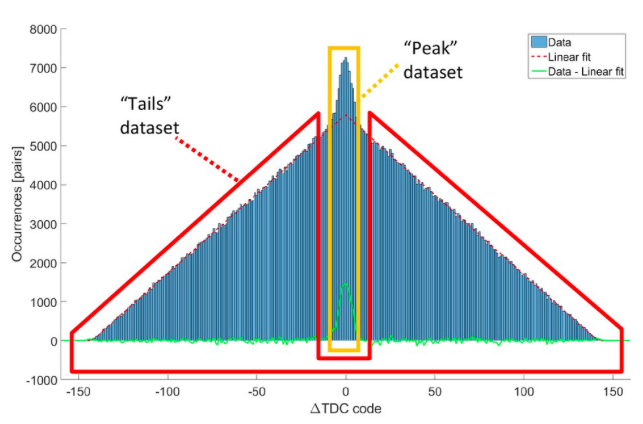 8000
7000
6000
5000
4000
3000
2000
1000
0
-1000
Occurrences [pairs]
“Tails”
dataset
“Peak”
dataset
Data
Linear fit
Data - Linear fit
-150
-100
-50
0
50
100
150
ΔTDC code